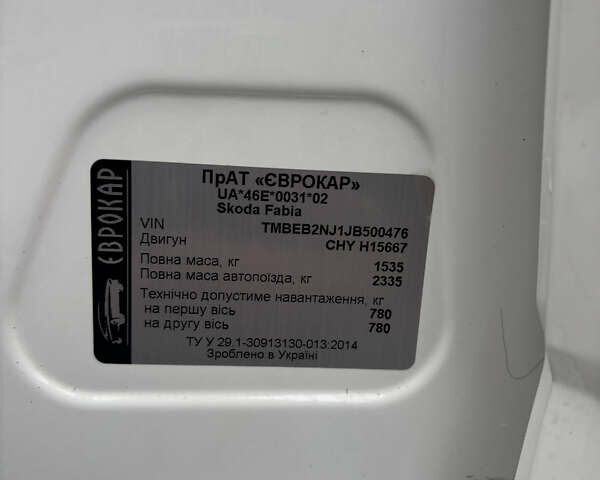 ЄВРОКАР
ПрАТ «ЄВРОКАР»
UA*46E*0031*02
Skoda Fabia
VIN TMBEB2NJ1JB500476
Двигун CHY H15667
Повна маса, кг 1535
Повна маса автопоїзда, кг 2335
Технічно допустиме навантаження, кг
на першу вісь 780
на другу вісь 780
ТУ У 29.1-30913130-013:2014
Зроблено в Україні